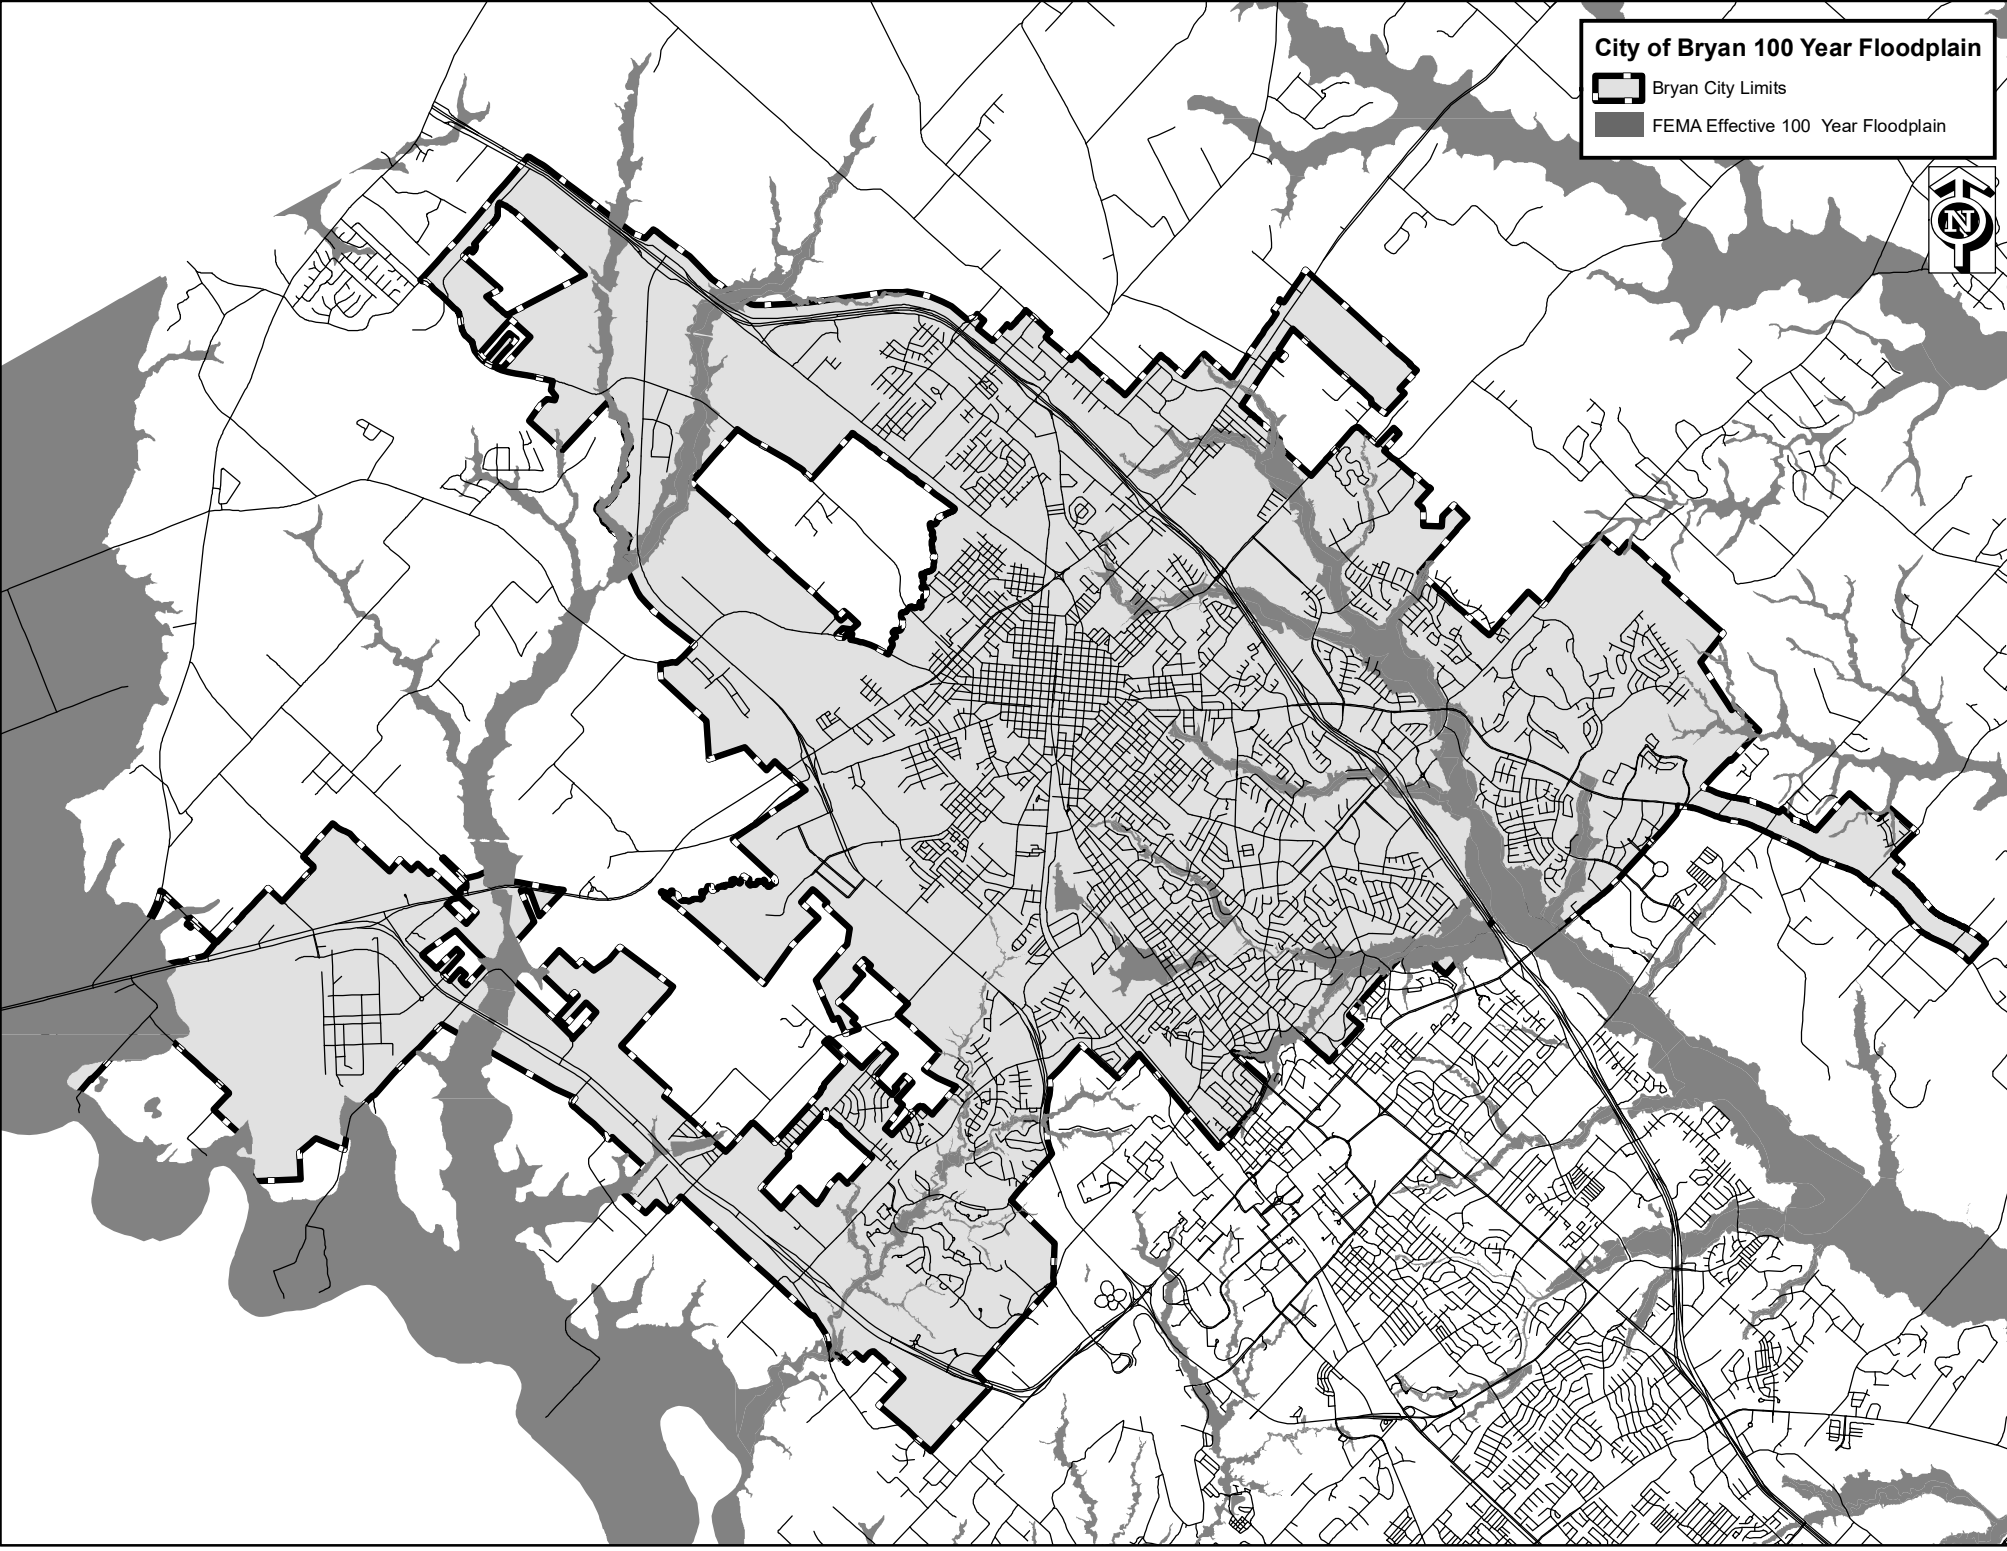 City of Bryan 100 Year Floodplain
Bryan City Limits
FEMA Effective 100 Year Floodplain
N